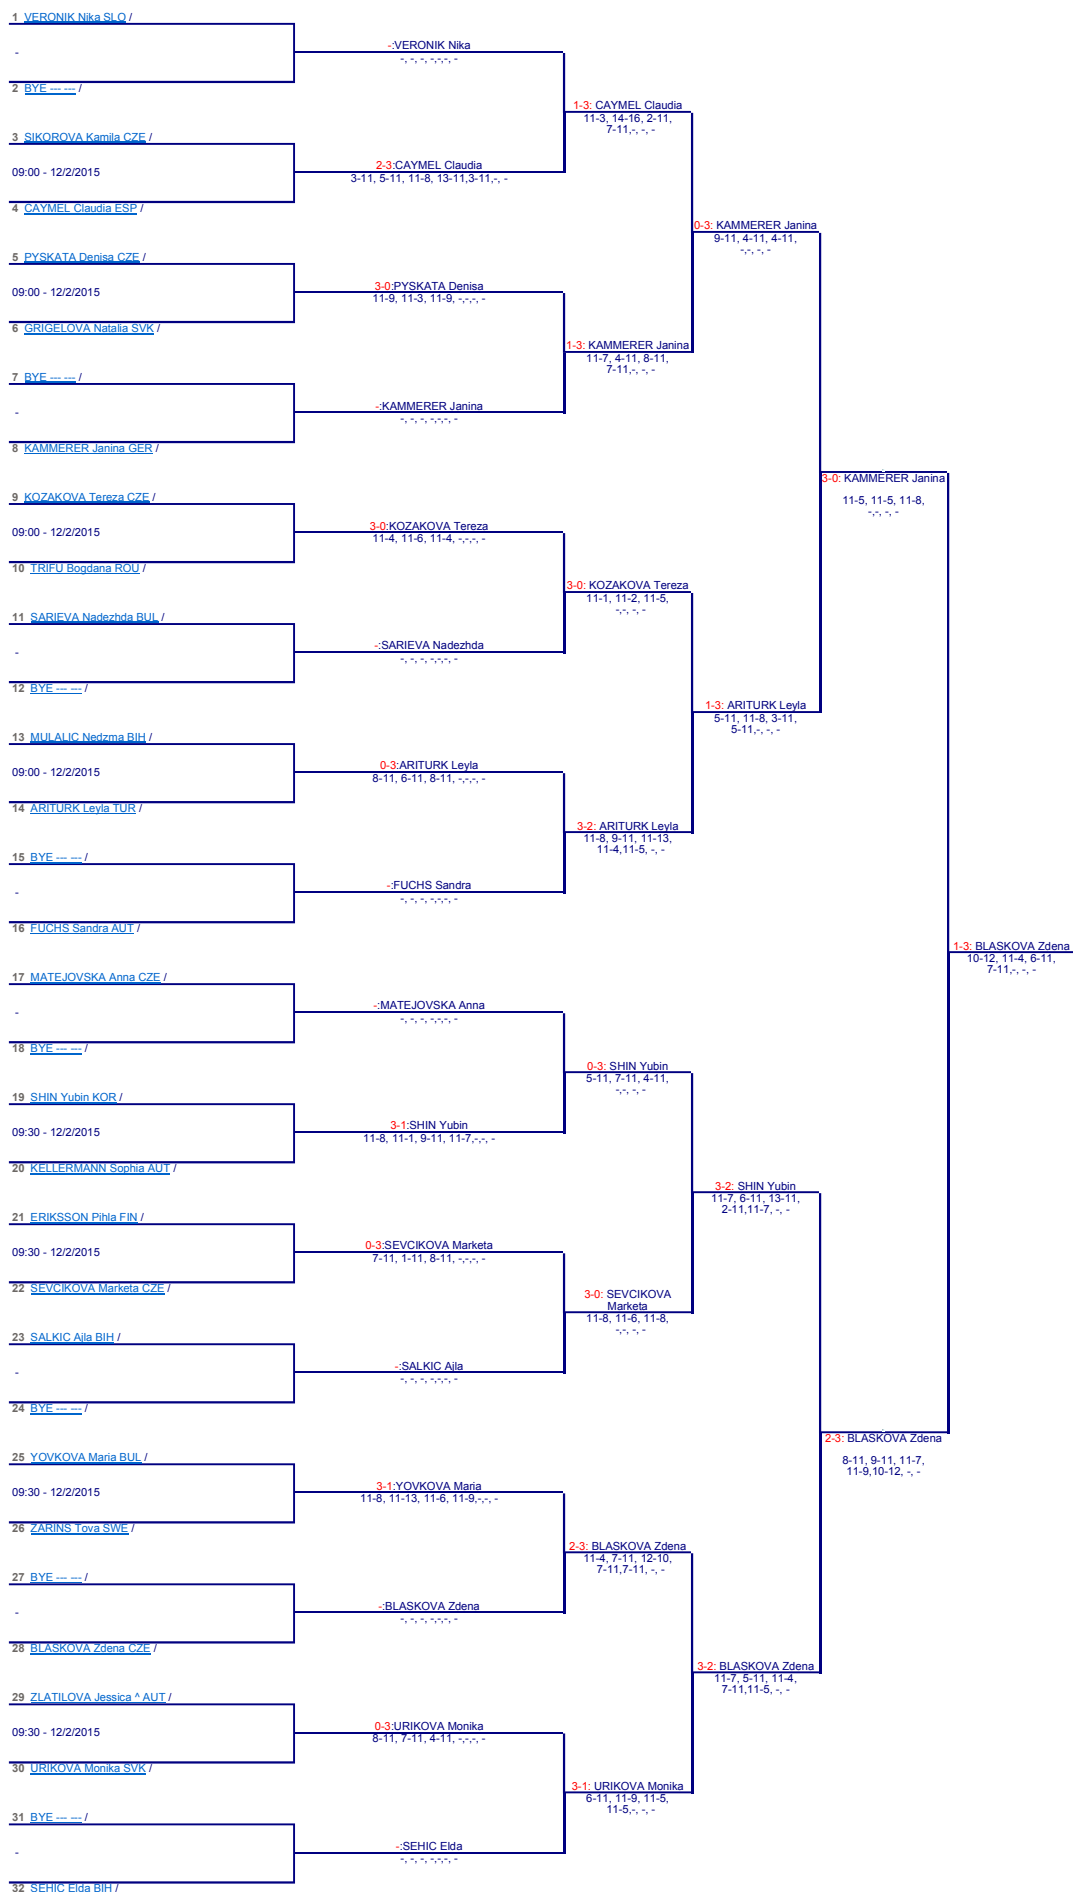 1 VERONIK Nika SLO /
-
2 BYE --- --- /
3 SIKOROVA Kamila CZE /
09:00 - 12/2/2015
4 CAYMEL Claudia ESP /
5 PYSKATA Denisa CZE /
09:00 - 12/2/2015
6 GRIGELOVA Natalia SVK /
7 BYE --- --- /
-
8 KAMMERER Janina GER /
9 KOZAKOVA Tereza CZE /
09:00 - 12/2/2015
10 TRIFU Bogdana ROU /
11 SARIEVA Nadezhda BUL /
-
12 BYE --- --- /
13 MULALIC Nedzma BIH /
09:00 - 12/2/2015
14 ARITURK Leyla TUR /
15 BYE --- --- /
-
16 FUCHS Sandra AUT /
17 MATEJOVSKA Anna CZE /
-
18 BYE --- --- /
19 SHIN Yubin KOR /
09:30 - 12/2/2015
20 KELLERMANN Sophia AUT /
21 ERIKSSON Pihla FIN /
09:30 - 12/2/2015
22 SEVCIKOVA Marketa CZE /
23 SALKIC Ajla BIH /
-
24 BYE --- --- /
25 YOVKOVA Maria BUL /
09:30 - 12/2/2015
26 ZARINS Tova SWE /
27 BYE --- --- /
-
28 BLASKOVA Zdena CZE /
29 ZLATILOVA Jessica ^ AUT /
09:30 - 12/2/2015
30 URIKOVA Monika SVK /
31 BYE --- --- /
-
32 SEHIC Elda BIH /
-:VERONIK Nika
-, -, -, -,-,-, -
2-3:CAYMEL Claudia
3-11, 5-11, 11-8, 13-11,3-11,-, -
3-0:PYSKATA Denisa
11-9, 11-3, 11-9, -,-,-, -
-:KAMMERER Janina
-, -, -, -,-,-, -
3-0:KOZAKOVA Tereza
11-4, 11-6, 11-4, -,-,-, -
-:SARIEVA Nadezhda
-, -, -, -,-,-, -
0-3:ARITURK Leyla
8-11, 6-11, 8-11, -,-,-, -
-:FUCHS Sandra
-, -, -, -,-,-, -
-:MATEJOVSKA Anna
-, -, -, -,-,-, -
3-1:SHIN Yubin
11-8, 11-1, 9-11, 11-7,-,-, -
0-3:SEVCIKOVA Marketa
7-11, 1-11, 8-11, -,-,-, -
-:SALKIC Ajla
-, -, -, -,-,-, -
3-1:YOVKOVA Maria
11-8, 11-13, 11-6, 11-9,-,-, -
-:BLASKOVA Zdena
-, -, -, -,-,-, -
0-3:URIKOVA Monika
8-11, 7-11, 4-11, -,-,-, -
-:SEHIC Elda
-, -, -, -,-,-, -
1-3: CAYMEL Claudia
11-3, 14-16, 2-11,
7-11,-, -, -
1-3: KAMMERER Janina
11-7, 4-11, 8-11,
7-11,-, -, -
3-0: KOZAKOVA Tereza
11-1, 11-2, 11-5,
-,-, -, -
3-2: ARITURK Leyla
11-8, 9-11, 11-13,
11-4,11-5, -, -
0-3: SHIN Yubin
5-11, 7-11, 4-11,
-,-, -, -
3-0: SEVCIKOVA
Marketa
11-8, 11-6, 11-8,
-,-, -, -
2-3: BLASKOVA Zdena
11-4, 7-11, 12-10,
7-11,7-11, -, -
3-1: URIKOVA Monika
6-11, 11-9, 11-5,
11-5,-, -, -
0-3: KAMMERER Janina
9-11, 4-11, 4-11,
-,-, -, -
1-3: ARITURK Leyla
5-11, 11-8, 3-11,
5-11,-, -, -
3-2: SHIN Yubin
11-7, 6-11, 13-11,
2-11,11-7, -, -
3-2: BLASKOVA Zdena
11-7, 5-11, 11-4,
7-11,11-5, -, -
-
3-0: KAMMERER Janina
11-5, 11-5, 11-8,
-,-, -, -
-
2-3: BLASKOVA Zdena
8-11, 9-11, 11-7,
11-9,10-12, -, -
1-3: BLASKOVA Zdena
10-12, 11-4, 6-11,
7-11,-, -, -